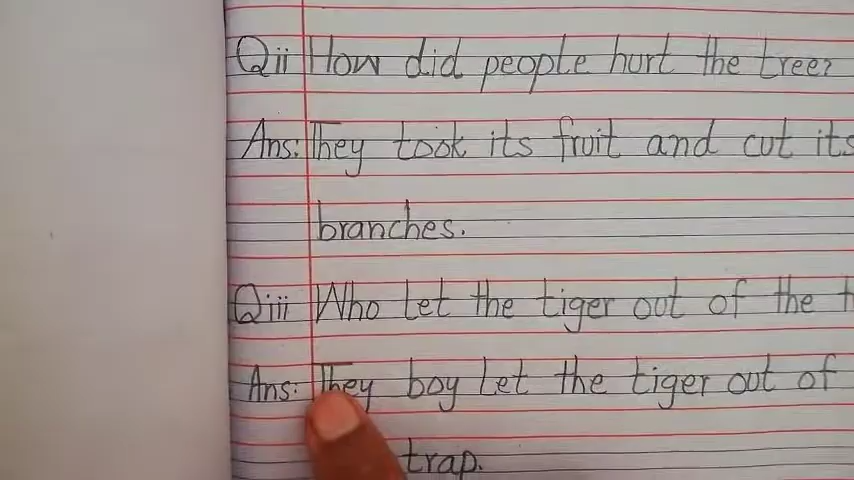 Qii How did people hurt the tree?
Ans: They took its fruit and cut its
branches.
Qiii Who let the tiger out of the
Ans: They boy let the tiger out of
trap.